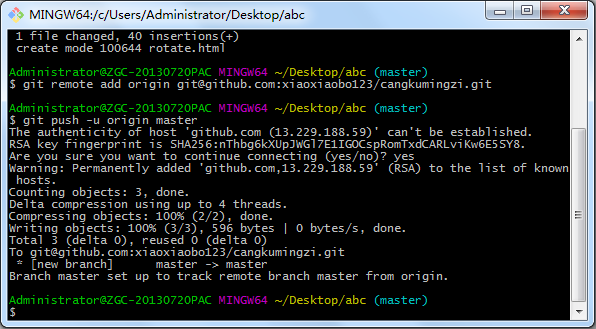 MINGW64:/c/Users/Administrator/Desktop/abc
1 file changed, 40 insertions(+)
create mode 100644 rotate.html
Administrator@ZGC-20130720PAC MINGW64 ~/Desktop/abc (master)
$ git remote add origin git@github.com:xiaoxiaobo123/cangkumingzi.git
Administrator@ZGC-20130720PAC MINGW64 ~/Desktop/abc (master)
$ git push -u origin master
The authenticity of host 'github.com (13.229.188.59)' can't be established.
RSA key fingerprint is SHA256:nThbg6kXUpJWGl7E1IGOCspRomTxdCARLviKw6E5SY8.
Are you sure you want to continue connecting (yes/no)? yes
Warning: Permanently added 'github.com,13.229.188.59' (RSA) to the list of known
hosts.
Counting objects: 3, done.
Delta compression using up to 4 threads.
Compressing objects: 100% (2/2), done.
Writing objects: 100% (3/3), 596 bytes | 0 bytes/s, done.
Total 3 (delta 0), reused 0 (delta 0)
To git@github.com:xiaoxiaobo123/cangkumingzi.git
* [new branch]      master -> master
Branch master set up to track remote branch master from origin.
Administrator@ZGC-20130720PAC MINGW64 ~/Desktop/abc (master)
$